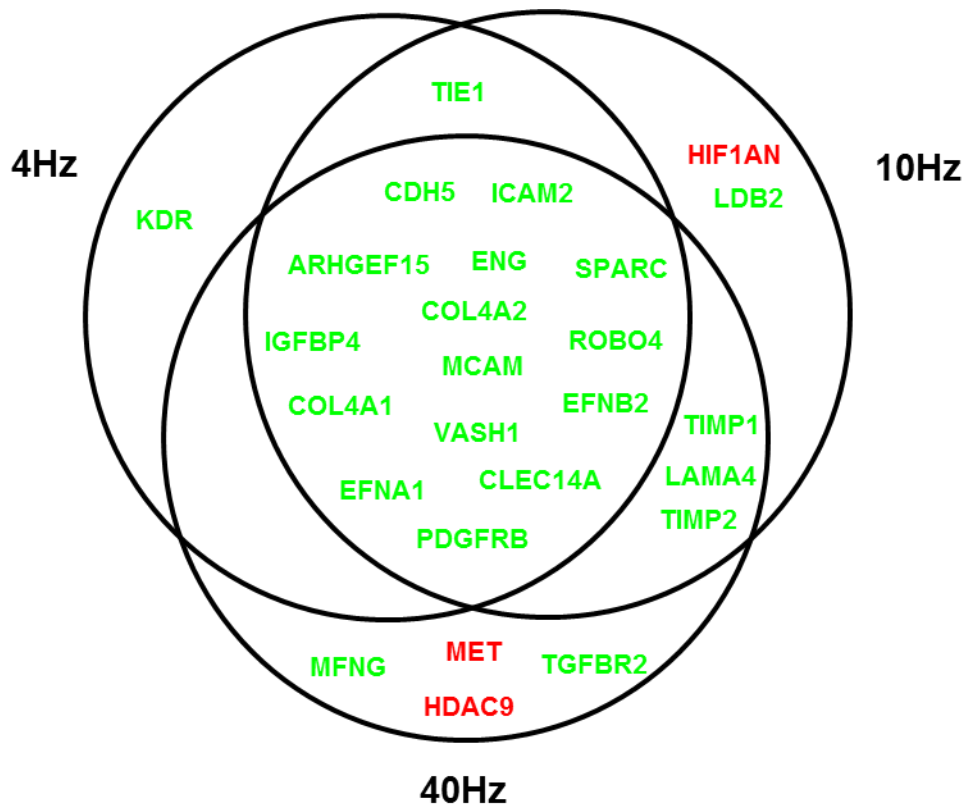 TIE1
4Hz
HIF1AN
10Hz
LDB2
CDH5 ICAM2
KDR
ARHGEF15 ENG SPARC
COL4A2
IGFBP4 ROBO4
MCAM
COL4A1 EFNB2
VASH1 TIMP1
EFNA1 CLEC14A LAMA4
TIMP2
PDGFRB
MET
MFNG TGFBR2
HDAC9
40Hz